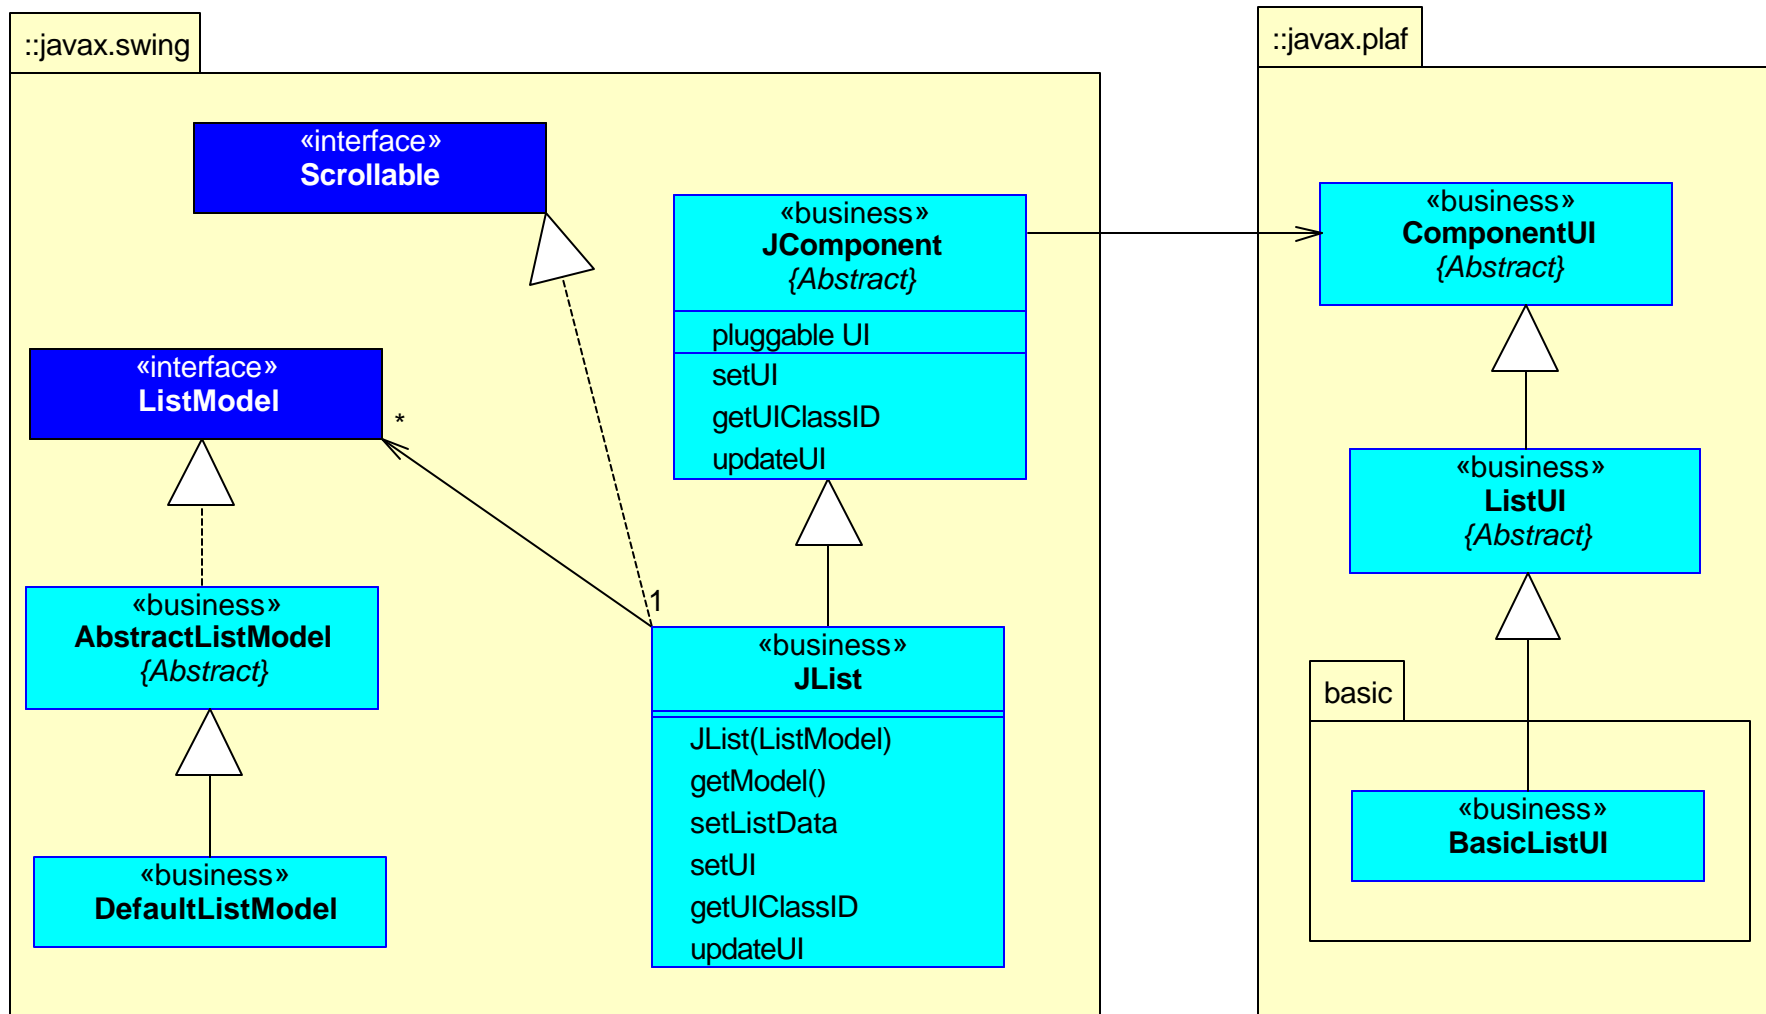 ::javax.swing
«interface»
Scrollable
«interface»
ListModel
*
«business»
AbstractListModel
{Abstract}
«business»
DefaultListModel
«business»
JComponent
{Abstract}
pluggable UI
setUI
getUIClassID
updateUI
1
«business»
JList
JList(ListModel)
getModel()
setListData
setUI
getUIClassID
updateUI
::javax.plaf
«business»
ComponentUI
{Abstract}
«business»
ListUI
{Abstract}
basic
«business»
BasicListUI